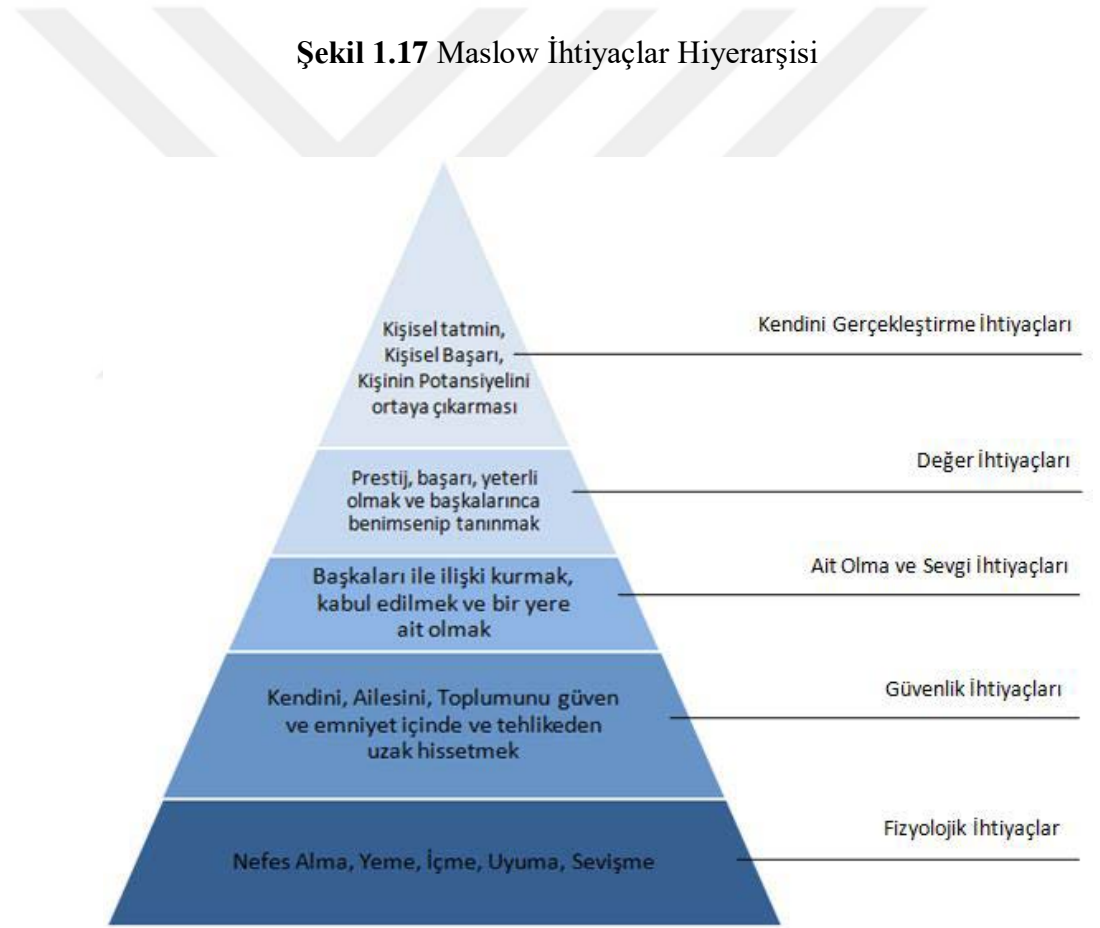 Şekil 1.17 Maslow İhtiyaçlar Hiyerarşisi
Kişisel tatmin,
Kişisel Başarı,
Kişinin Potansiyelini
ortaya çıkarması
Kendini Gerçekleştirme İhtiyaçları
Prestij, başarı, yeterli
olmak ve başkalarınca
benimsenip tanınmak
Değer İhtiyaçları
Başkaları ile ilişki kurmak,
kabul edilmek ve bir yere
ait olmak
Ait Olma ve Sevgi İhtiyaçları
Kendini, Ailesini, Toplumunu güven
ve emniyet içinde ve tehlikeden
uzak hissetmek
Güvenlik İhtiyaçları
Nefes Alma, Yeme, İçme, Uyuma, Sevişme
Fizyolojik İhtiyaçlar